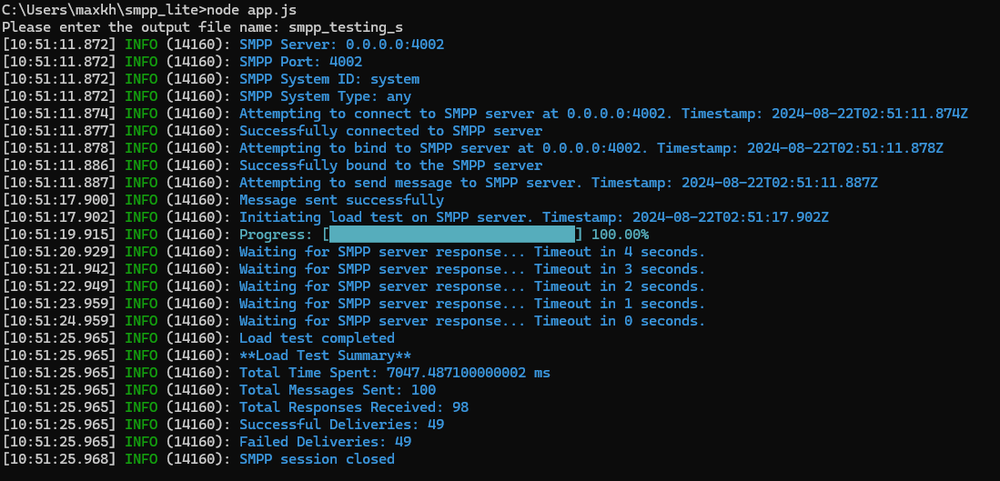 C:\Users\maxkh\smpp_lite>node app.js
Please enter the output file name: smpp_testing_s
[10:51:11.872] INFO (14160): SMPP Server: 0.0.0.0:4002
[10:51:11.872] INFO (14160): SMPP Port: 4002
[10:51:11.872] INFO (14160): SMPP System ID: system
[10:51:11.872] INFO (14160): SMPP System Type: any
[10:51:11.874] INFO (14160): Attempting to connect to SMPP server at 0.0.0.0:4002. Timestamp: 2024-08-22T02:51:11.874Z
[10:51:11.877] INFO (14160): Successfully connected to SMPP server
[10:51:11.878] INFO (14160): Attempting to bind to SMPP server at 0.0.0.0:4002. Timestamp: 2024-08-22T02:51:11.878Z
[10:51:11.886] INFO (14160): Successfully bound to the SMPP server
[10:51:11.887] INFO (14160): Attempting to send message to SMPP server. Timestamp: 2024-08-22T02:51:11.887Z
[10:51:17.900] INFO (14160): Message sent successfully
[10:51:17.902] INFO (14160): Initiating load test on SMPP server. Timestamp: 2024-08-22T02:51:17.902Z
[10:51:19.915] INFO (14160): Progress: [██████████████████████████████] 100.00%
[10:51:20.929] INFO (14160): Waiting for SMPP server response... Timeout in 4 seconds.
[10:51:21.942] INFO (14160): Waiting for SMPP server response... Timeout in 3 seconds.
[10:51:22.949] INFO (14160): Waiting for SMPP server response... Timeout in 2 seconds.
[10:51:23.959] INFO (14160): Waiting for SMPP server response... Timeout in 1 seconds.
[10:51:24.959] INFO (14160): Waiting for SMPP server response... Timeout in 0 seconds.
[10:51:25.965] INFO (14160): Load test completed
[10:51:25.965] INFO (14160): **Load Test Summary**
[10:51:25.965] INFO (14160): Total Time Spent: 7047.487100000002 ms
[10:51:25.965] INFO (14160): Total Messages Sent: 100
[10:51:25.965] INFO (14160): Total Responses Received: 98
[10:51:25.965] INFO (14160): Successful Deliveries: 49
[10:51:25.965] INFO (14160): Failed Deliveries: 49
[10:51:25.968] INFO (14160): SMPP session closed